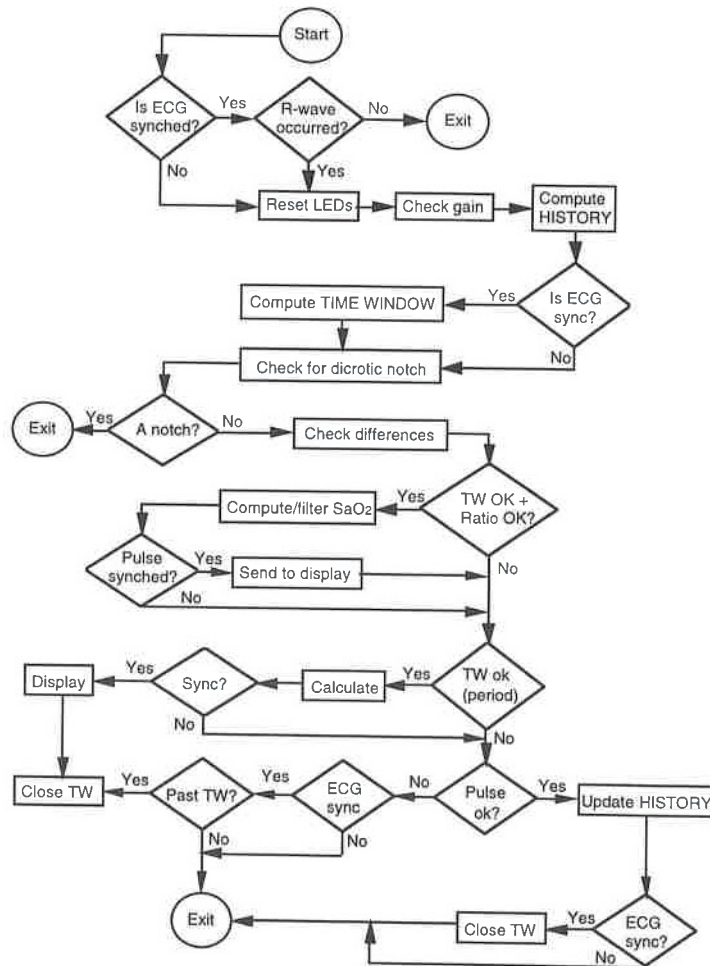 Start
Is ECG
synched?
Yes
R-wave
occurred?
No
Exit
No
Yes
Reset LEDs
Check gain
Compute
HISTORY
Compute TIME WINDOW
Yes
Is ECG
sync?
Check for dicrotic notch
No
Exit
Yes
A notch?
No
Check differences
Compute/filter SaO2
Yes
TW OK +
Ratio OK?
Pulse
synched?
Yes
Send to display
No
No
Display
Yes
Sync?
Calculate
Yes
TW ok
(period)
No
No
Close TW
Yes
Past TW?
Yes
ECG
sync
No
Pulse
ok?
Yes
Update HISTORY
No
No
Exit
Close TW
Yes
ECG
sync?
No